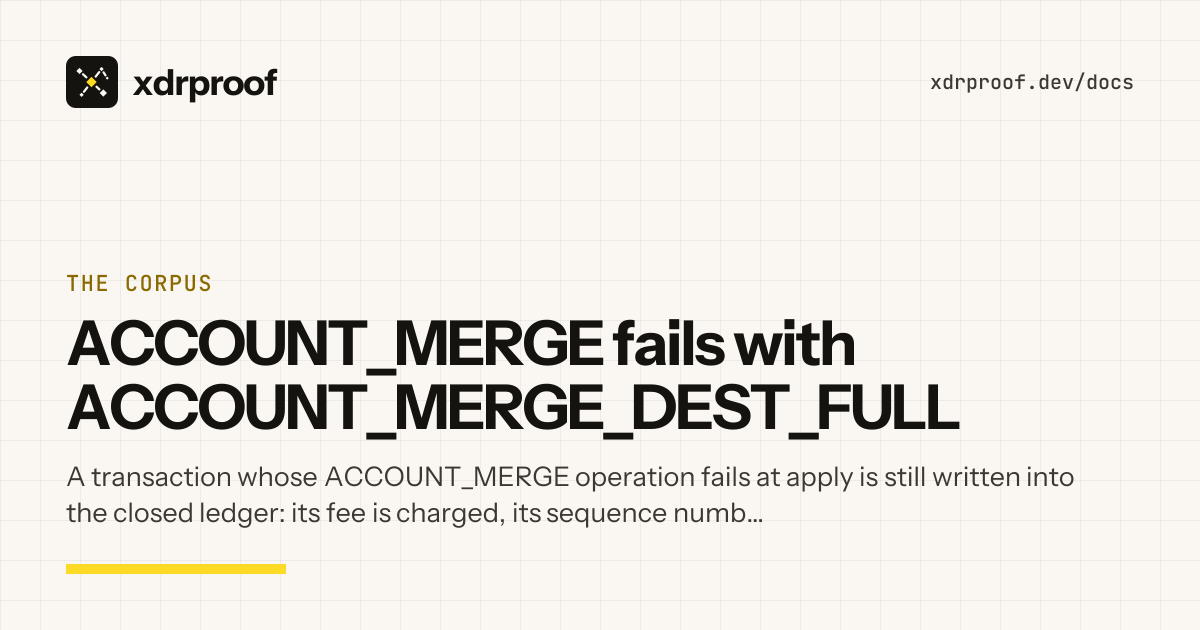 xdrproof
xdrproof.dev/docs
THE CORPUS
ACCOUNT_MERGE fails with
ACCOUNT_MERGE_DEST_FULL
A transaction whose ACCOUNT_MERGE operation fails at apply is still written into
the closed ledger: its fee is charged, its sequence numb…